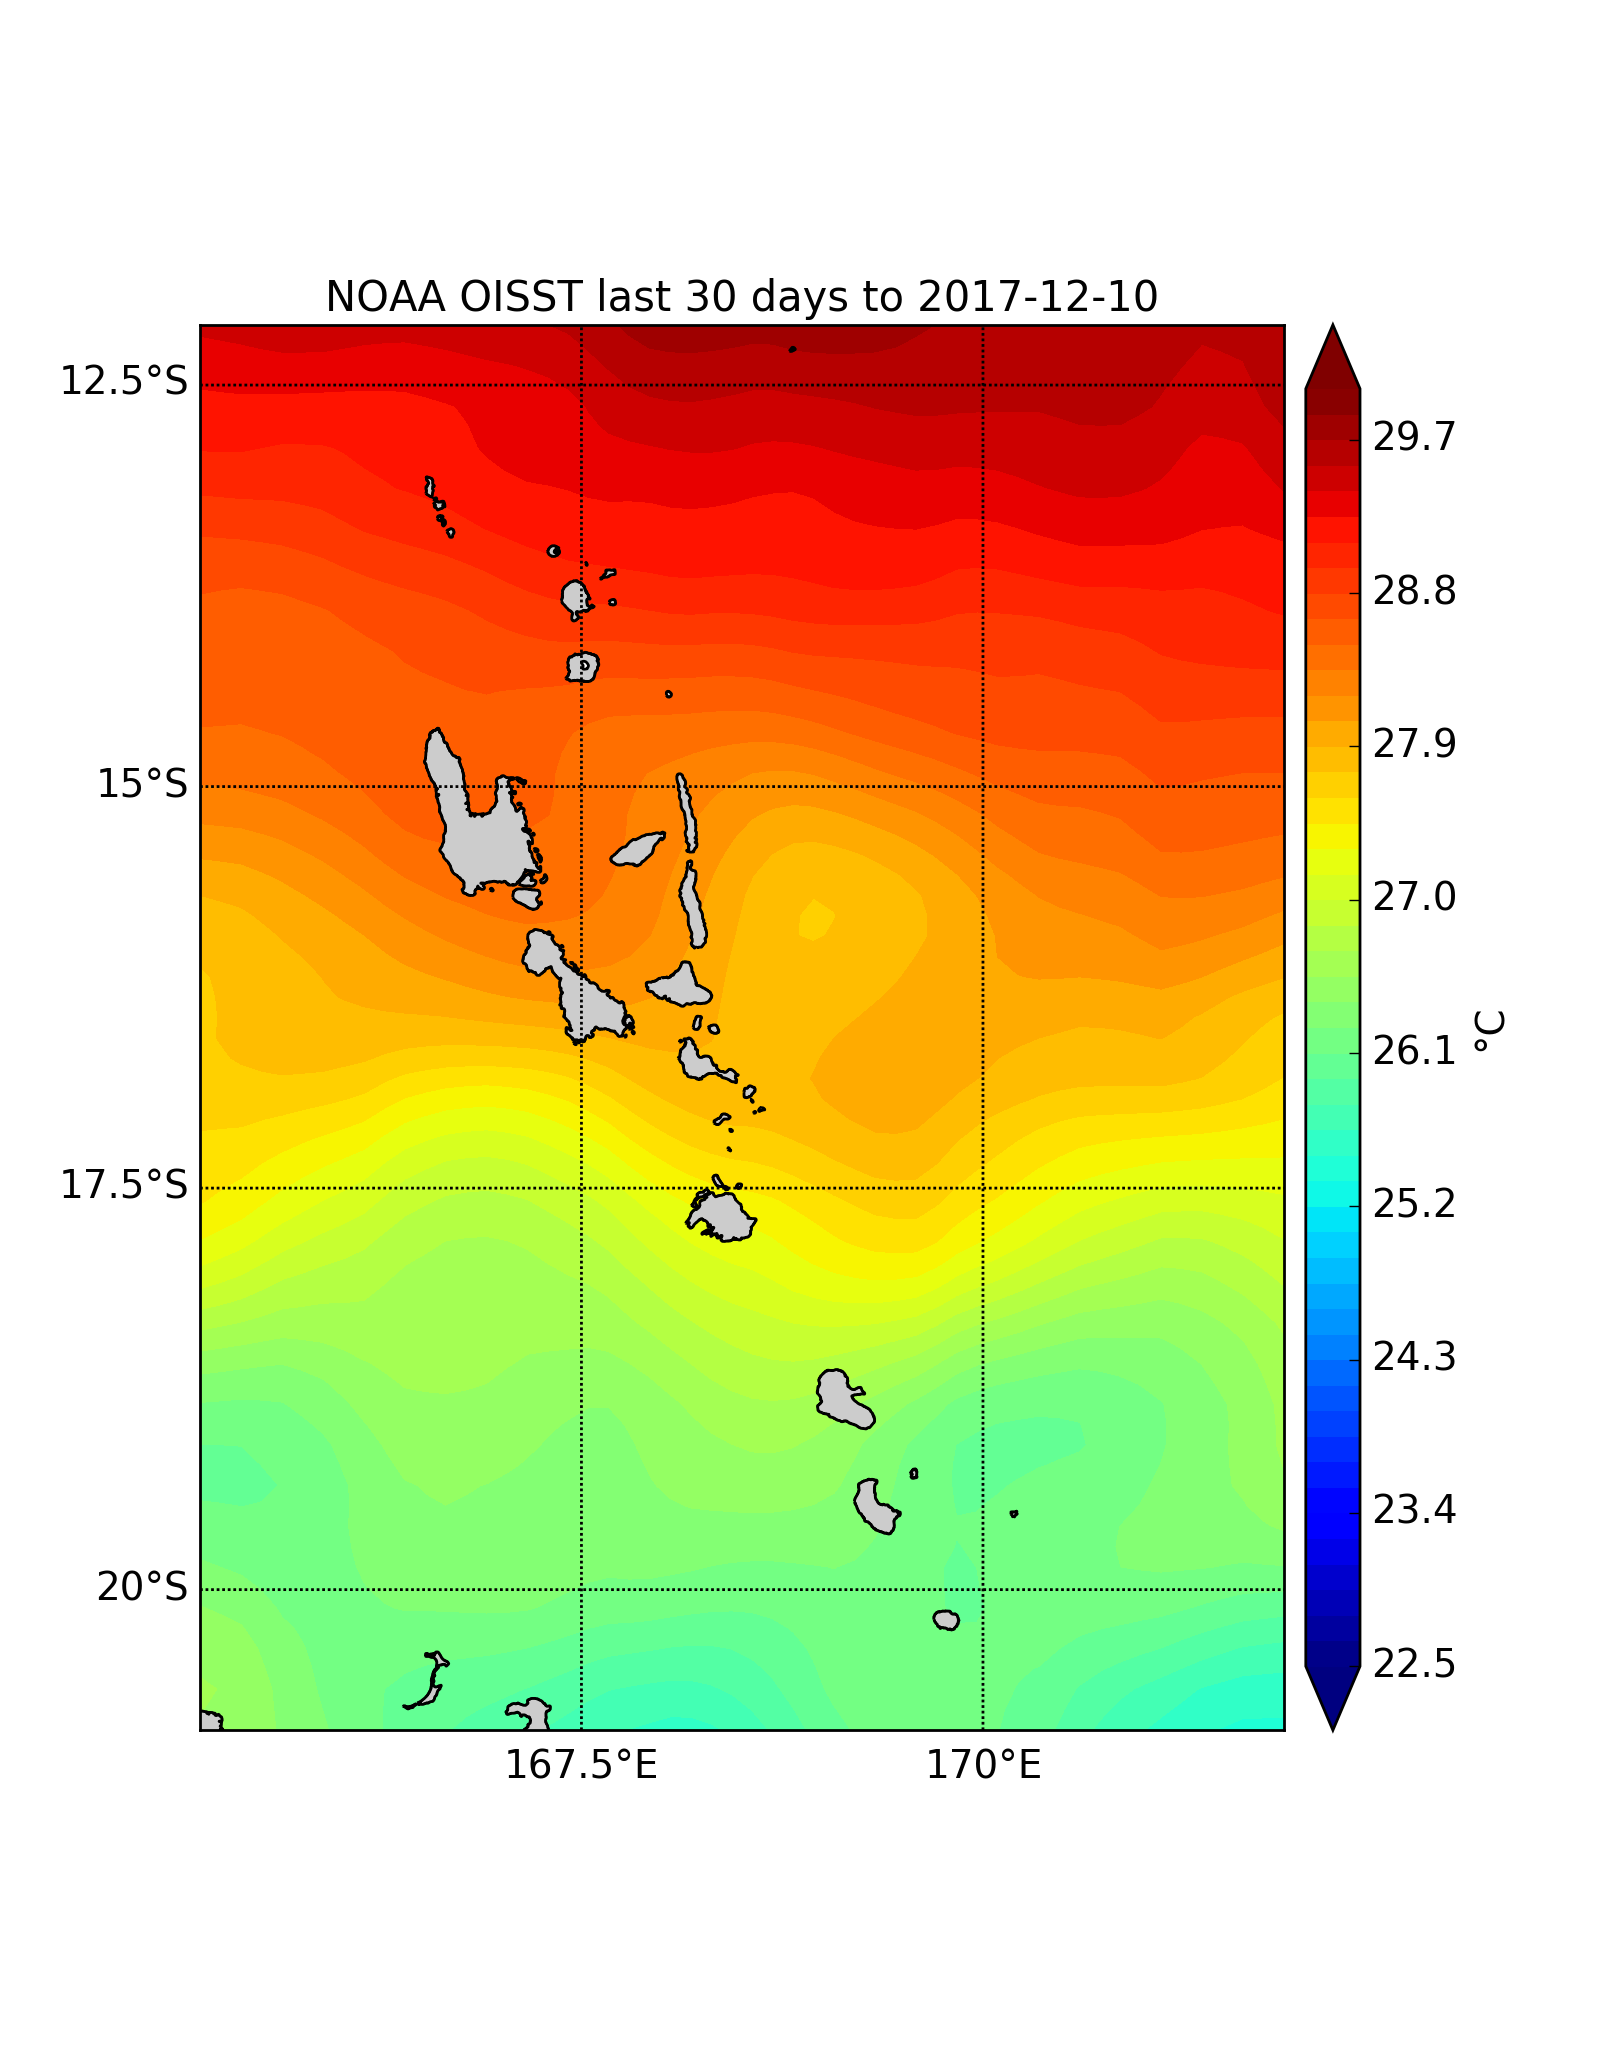 NOAA OISST last 30 days to 2017-12-10
12.5°S
15°S
17.5°S
20°S
167.5°E
170°E
29.7
28.8
27.9
27.0
26.1
25.2
24.3
23.4
22.5
°C